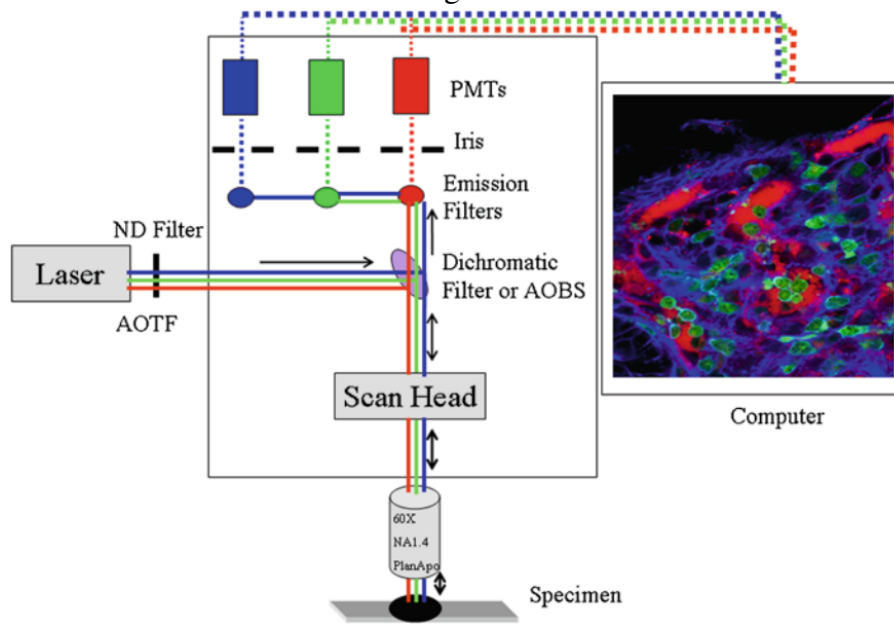 PMTs
Iris
Emission
Filters
ND Filter
Laser
AOTF
Dichromatic
Filter or AOBS
Scan Head
Computer
60X
NA1.4
PlanApo
Specimen